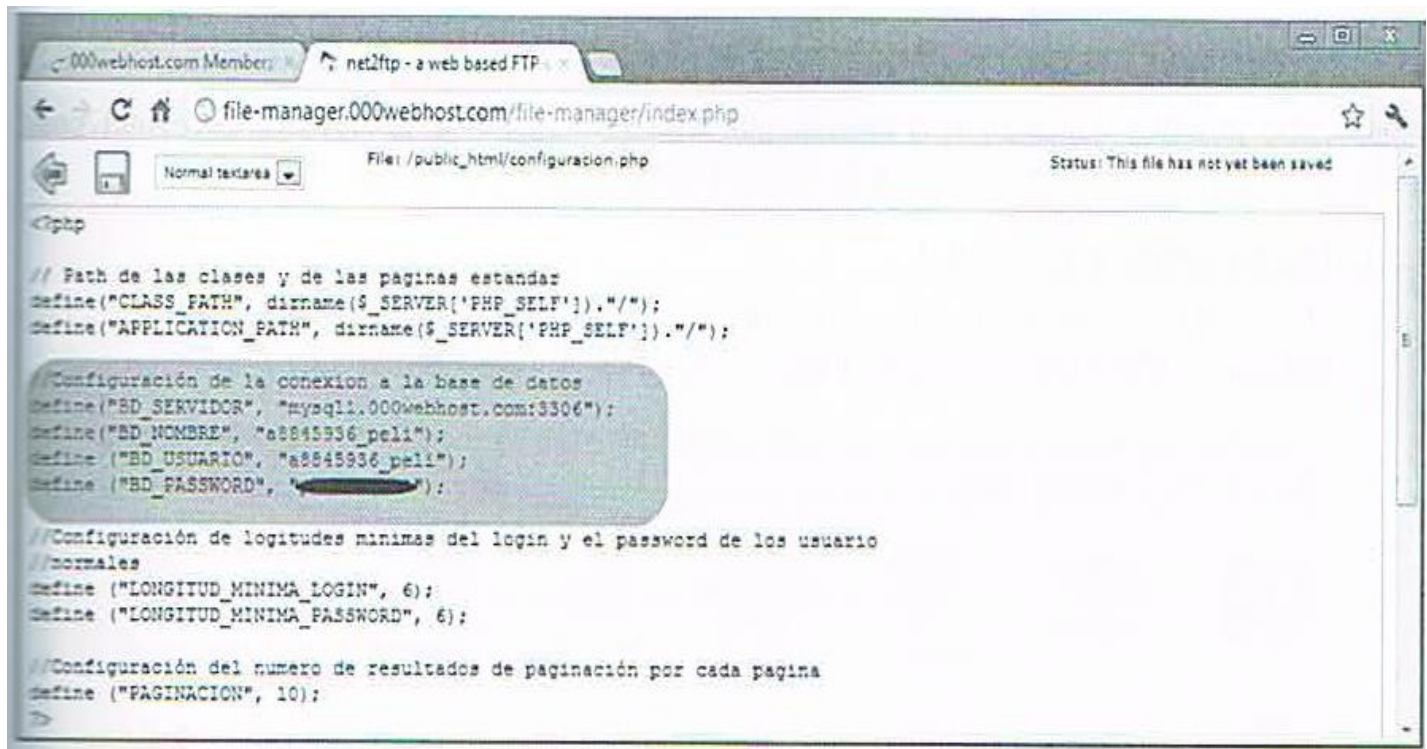 000webhost.com Members
net2ftp - a web based FTP
file-manager.000webhost.com/file-manager/index.php
Normal textarea
File: /public_html/configuracion.php
Status: This file has not yet been saved
<?php
// Path de las clases y de las paginas estandar
define("CLASS_PATH", dirname($_SERVER['PHP_SELF'])."/");
define("APPLICATION_PATH", dirname($_SERVER['PHP_SELF'])."/");
//Configuración de la conexion a la base de datos
define("BD_SERVIDOR", "mysql1.000webhost.com:3306");
define("BD_NOMBRE", "a8845936_peli");
define ("BD_USUARIO", "a8845936_peli");
define ("BD_PASSWORD", " ");
//Configuración de logitudes minimas del login y el password de los usuario
//normales
define ("LONGITUD_MINIMA_LOGIN", 6);
define ("LONGITUD_MINIMA_PASSWORD", 6);
//Configuración del numero de resultados de paginación por cada pagina
define ("PAGINACION", 10);
?>